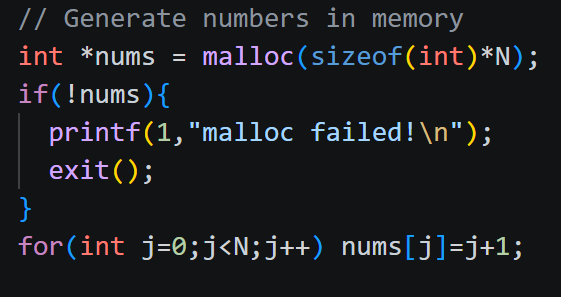 // Generate numbers in memory
int *nums = malloc(sizeof(int)*N);
if(!nums){
  printf(1,"malloc failed!\n");
  exit();
}
for(int j=0;j<N;j++) nums[j]=j+1;